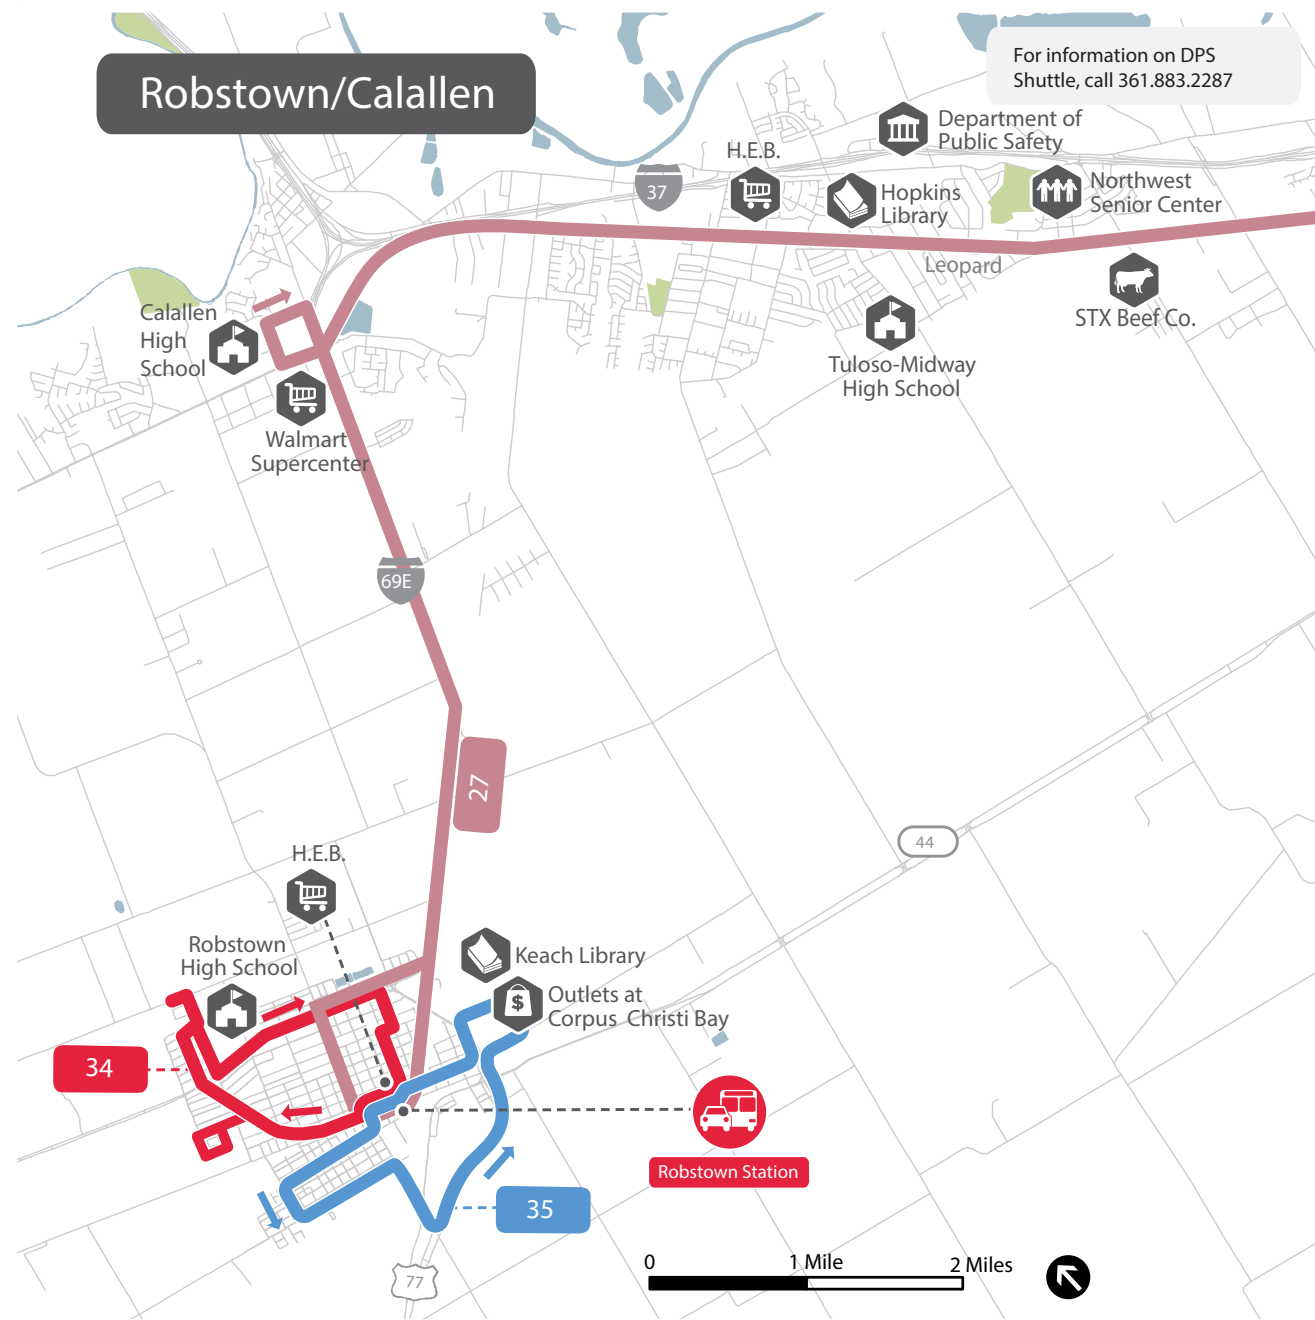 Robstown/Calallen
For information on DPS
Shuttle, call 361.883.2287
Department of
Public Safety
H.E.B.
37
Hopkins
Library
Northwest
Senior Center
Leopard
STX Beef Co.
Calallen
High
School
Tuloso-Midway
High School
Walmart
Supercenter
69E
27
44
H.E.B.
Robstown
High School
Keach Library
$
Outlets at
Corpus Christi Bay
34
Robstown Station
35
77
0
1 Mile
2 Miles